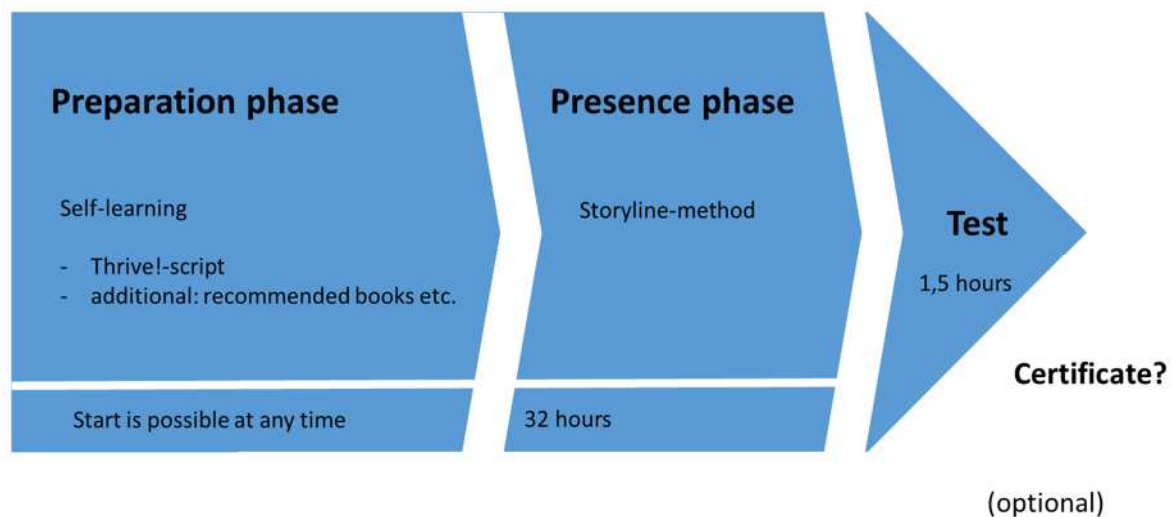 Preparation phase
Self-learning
- Thrive!-script
- additional: recommended books etc.
Start is possible at any time
Presence phase
Storyline-method
32 hours
Test
1,5 hours
Certificate?
(optional)